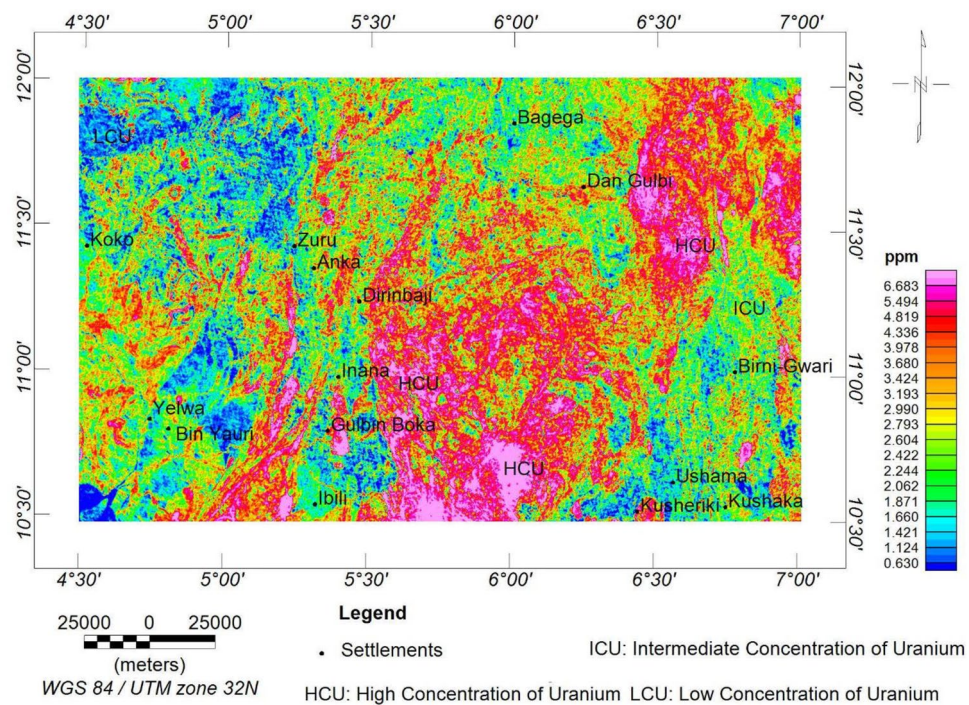 4°30' 5°00' 5°30' 6°00' 6°30' 7°00'
12°00' 12°00'
N
Bagega
LCU
Dan Gulbi
11°30' 11°30'
Koko Zuru HCU
Anka
ppm
Dirinbaji ICU
6.683
5.494
4.819
4.336
3.978
3.680
3.424
3.193
2.990
2.793
2.604
2.422
2.244
2.062
1.871
1.660
1.421
1.124
0.630
11°00' 11°00'
Inana HCU Birni-Gwari
Yelwa
Bin Yauri Gulbin Boka
HCU Ushama
Ibili Kusheriki Kushaka
10°30' 10°30'
4°30' 5°00' 5°30' 6°00' 6°30' 7°00'
25000 0 25000
(meters)
WGS 84 / UTM zone 32N
Legend
Settlements ICU: Intermediate Concentration of Uranium
HCU: High Concentration of Uranium LCU: Low Concentration of Uranium